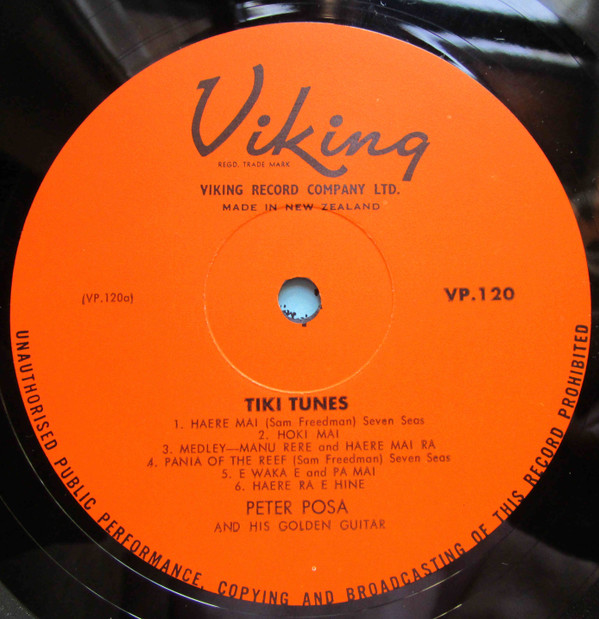 Viking
REGD. TRADE MARK
VIKING RECORD COMPANY LTD.
MADE IN NEW ZEALAND
(VP.120a)
VP.120
TIKI TUNES
1. HAERE MAI (Sam Freedman) Seven Seas
2. HOKI MAI
3. MEDLEY—MANU RERE and HAERE MAI RA
4. PANIA OF THE REEF (Sam Freedman) Seven Seas
5. E WAKA E and PA MAI
6. HAERE RA E HINE
PETER POSA
AND HIS GOLDEN GUITAR
UNAUTHORISED PUBLIC PERFORMANCE, COPYING AND BROADCASTING OF THIS RECORD PROHIBITED